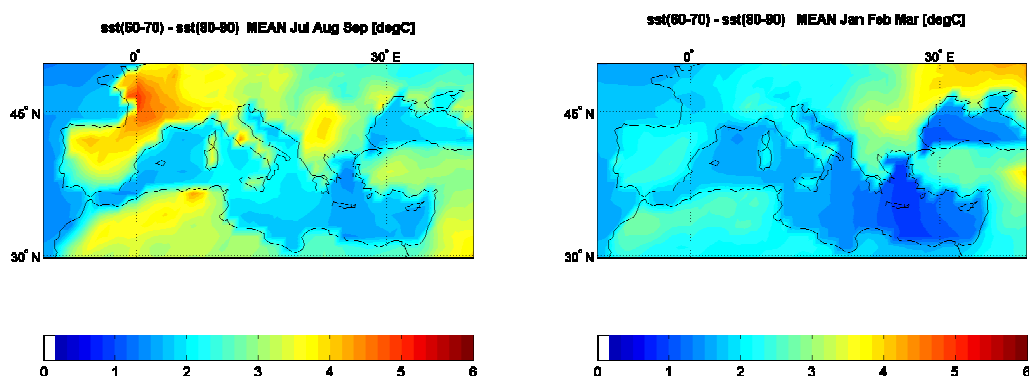 sst(60-70) - sst(80-90) MEAN Jul Aug Sep [degC]
0° 30° E
45° N
30° N
0 1 2 3 4 5 6
sst(60-70) - sst(80-90) MEAN Jan Feb Mar [degC]
0° 30° E
45° N
30° N
0 1 2 3 4 5 6